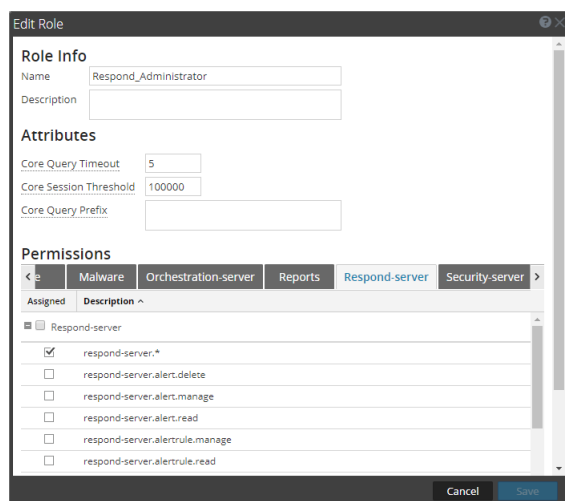 Edit Role
Role Info
Name Respond_Administrator
Description
Attributes
Core Query Timeout 5
Core Session Threshold 100000
Core Query Prefix
Permissions
e Malware Orchestration-server Reports Respond-server Security-server
Assigned Description
Respond-server
respond-server.*
respond-server.alert.delete
respond-server.alert.manage
respond-server.alert.read
respond-server.alertrule.manage
respond-server.alertrule.read
Cancel Save